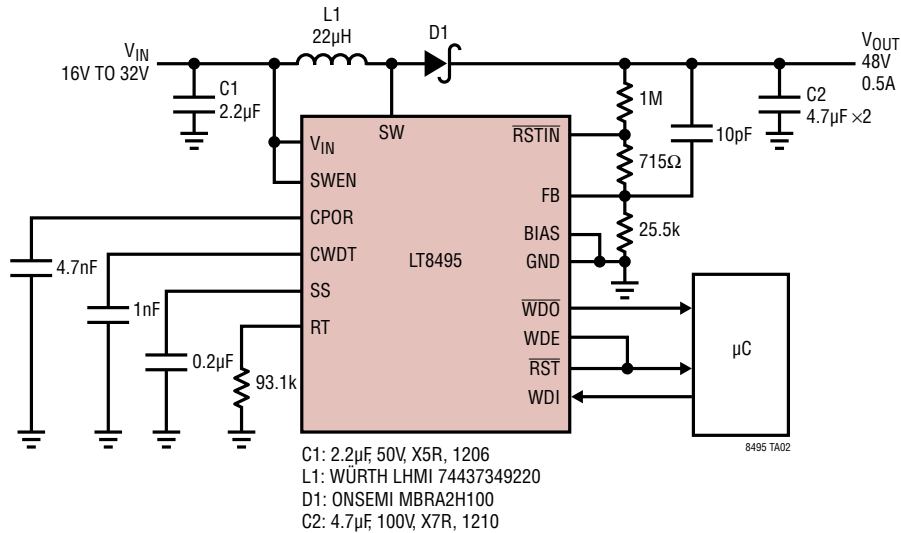 L1
22µH
D1
VIN
16V TO 32V
VOUT
48V
0.5A
C1
2.2µF
1M
C2
4.7µF ×2
SW
R̅S̅T̅I̅N̅
10pF
VIN
715Ω
SWEN
FB
CPOR
25.5k
BIAS
CWDT
LT8495
GND
4.7nF
SS
1nF
W̅D̅O̅
RT
WDE
µC
0.2µF
R̅S̅T̅
93.1k
WDI
8495 TA02
C1: 2.2µF, 50V, X5R, 1206
L1: WÜRTH LHMI 74437349220
D1: ONSEMI MBRA2H100
C2: 4.7µF, 100V, X7R, 1210